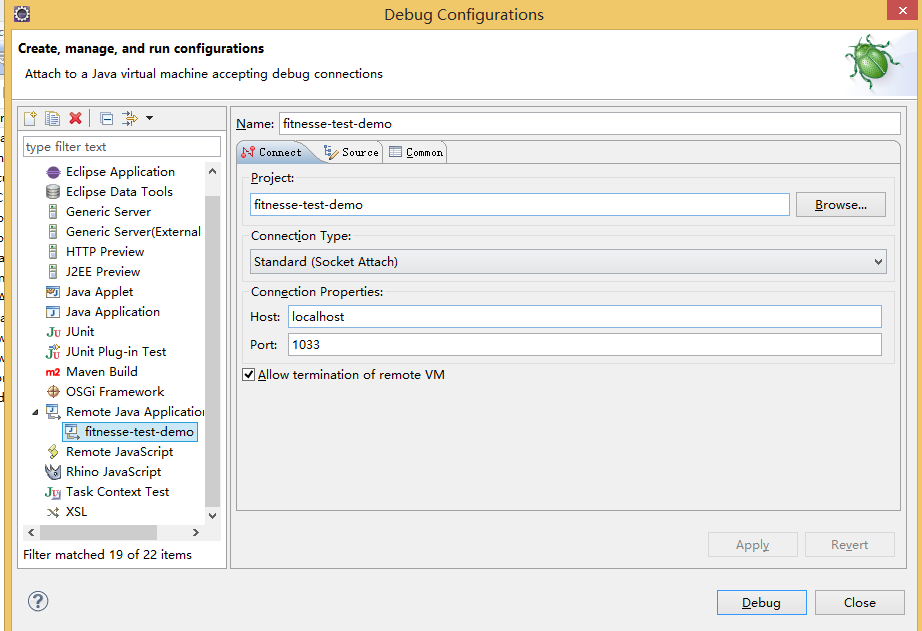 Debug Configurations
Create, manage, and run configurations
Attach to a Java virtual machine accepting debug connections
type filter text
Eclipse Application
Eclipse Data Tools
Generic Server
Generic Server(External
HTTP Preview
J2EE Preview
Java Applet
Java Application
JUnit
JUnit Plug-in Test
Maven Build
OSGi Framework
Remote Java Application
fitnesse-test-demo
Remote JavaScript
Rhino JavaScript
Task Context Test
XSL
Filter matched 19 of 22 items
Name: fitnesse-test-demo
Connect Source Common
Project:
fitnesse-test-demo Browse...
Connection Type:
Standard (Socket Attach)
Connection Properties:
Host: localhost
Port: 1033
Allow termination of remote VM
Apply Revert
Debug Close